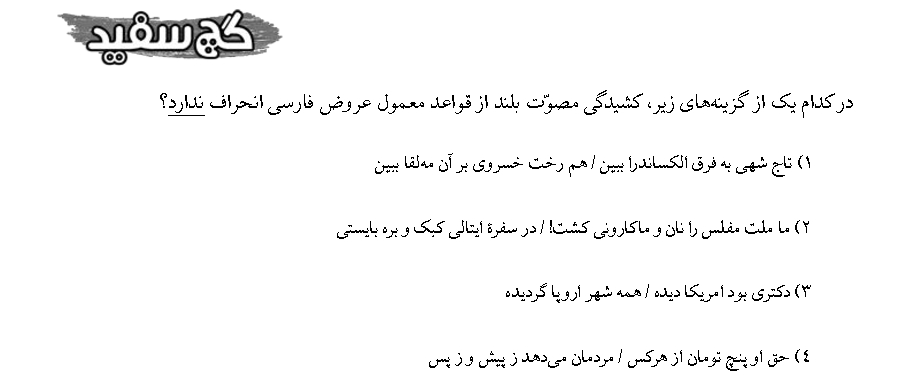 گچ سفید
در کدام یک از گزینه‌های زیر، کشیدگی مصوّت بلند از قواعد معمول عروض فارسی انحراف ندارد؟
۱) تاج شهی به فرق الکساندرا ببین / هم رخت خسروی بر آن مه‌لقا ببین
۲) ما ملت مفلس را نان و ماکارونی کشت! / در سفرهٔ ایتالی کبک و بره بایستی
۳) دکتری بود امریکا دیده / همه شهر اروپا گردیده
۴) حق او پنج تومان از هرکس / مردمان می‌دهد ز پیش و ز پس